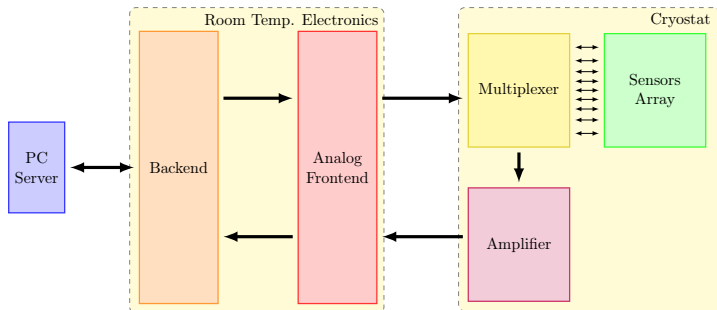 Room Temp. Electronics
Cryostat
PC
Server
Backend
Analog
Frontend
Multiplexer
Sensors
Array
Amplifier